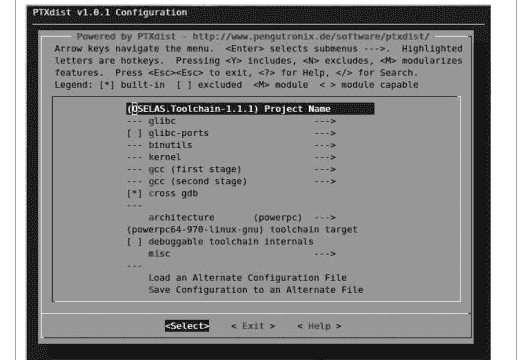 PTXdist v1.0.1 Configuration
Powered by PTXdist - http://www.pengutronix.de/software/ptxdist/
Arrow keys navigate the menu. <Enter> selects submenus --->. Highlighted
letters are hotkeys. Pressing <Y> includes, <N> excludes, <M> modularizes
features. Press <Esc><Esc> to exit, <?> for Help, </> for Search.
Legend: [*] built-in [ ] excluded <M> module < > module capable
(OSELAS.Toolchain-1.1.1) Project Name
--- glibc --->
[ ] glibc-ports --->
--- binutils --->
--- kernel --->
--- gcc (first stage) --->
--- gcc (second stage) --->
[*] cross gdb
---
architecture (powerpc) --->
(powerpc64-970-linux-gnu) toolchain target
[ ] debuggable toolchain internals
misc --->
---
Load an Alternate Configuration File
Save Configuration to an Alternate File
<Select> < Exit > < Help >